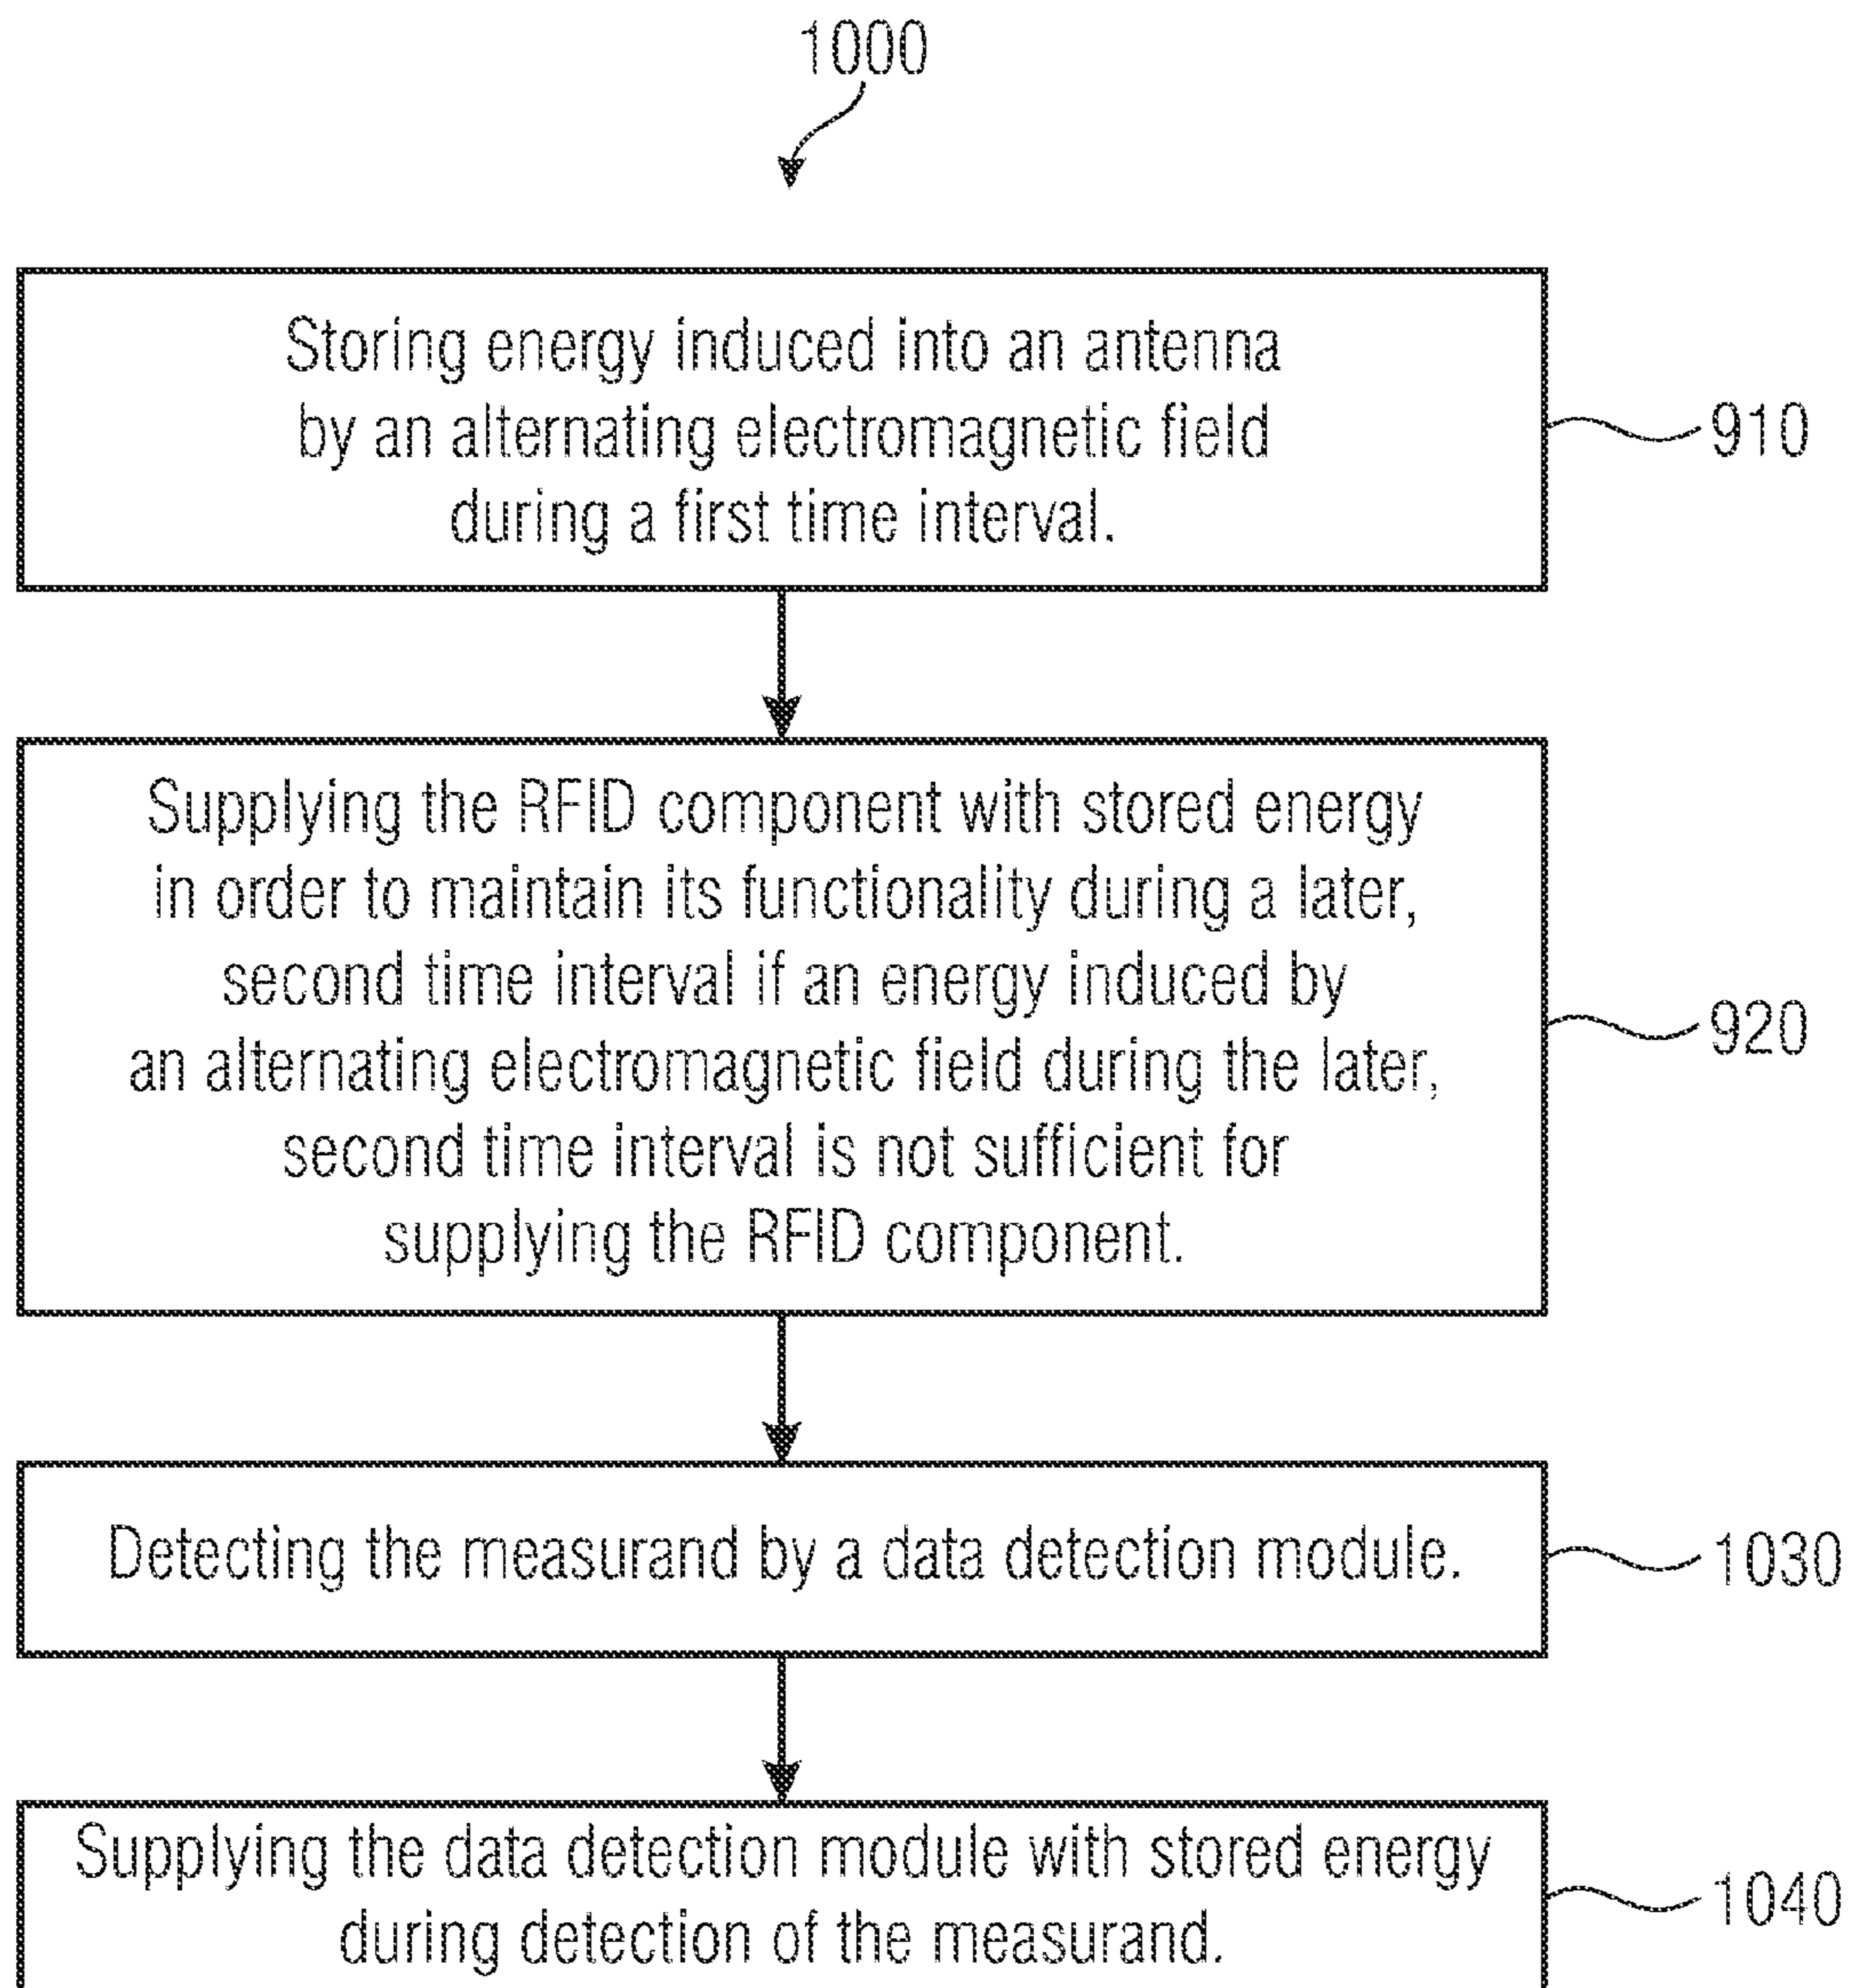 1000
Storing energy induced into an antenna
by an alternating electromagnetic field
during a first time interval.
910
Supplying the RFID component with stored energy
in order to maintain its functionality during a later,
second time interval if an energy induced by
an alternating electromagnetic field during the later,
second time interval is not sufficient for
supplying the RFID component.
920
Detecting the measurand by a data detection module.
1030
Supplying the data detection module with stored energy
during detection of the measurand.
1040